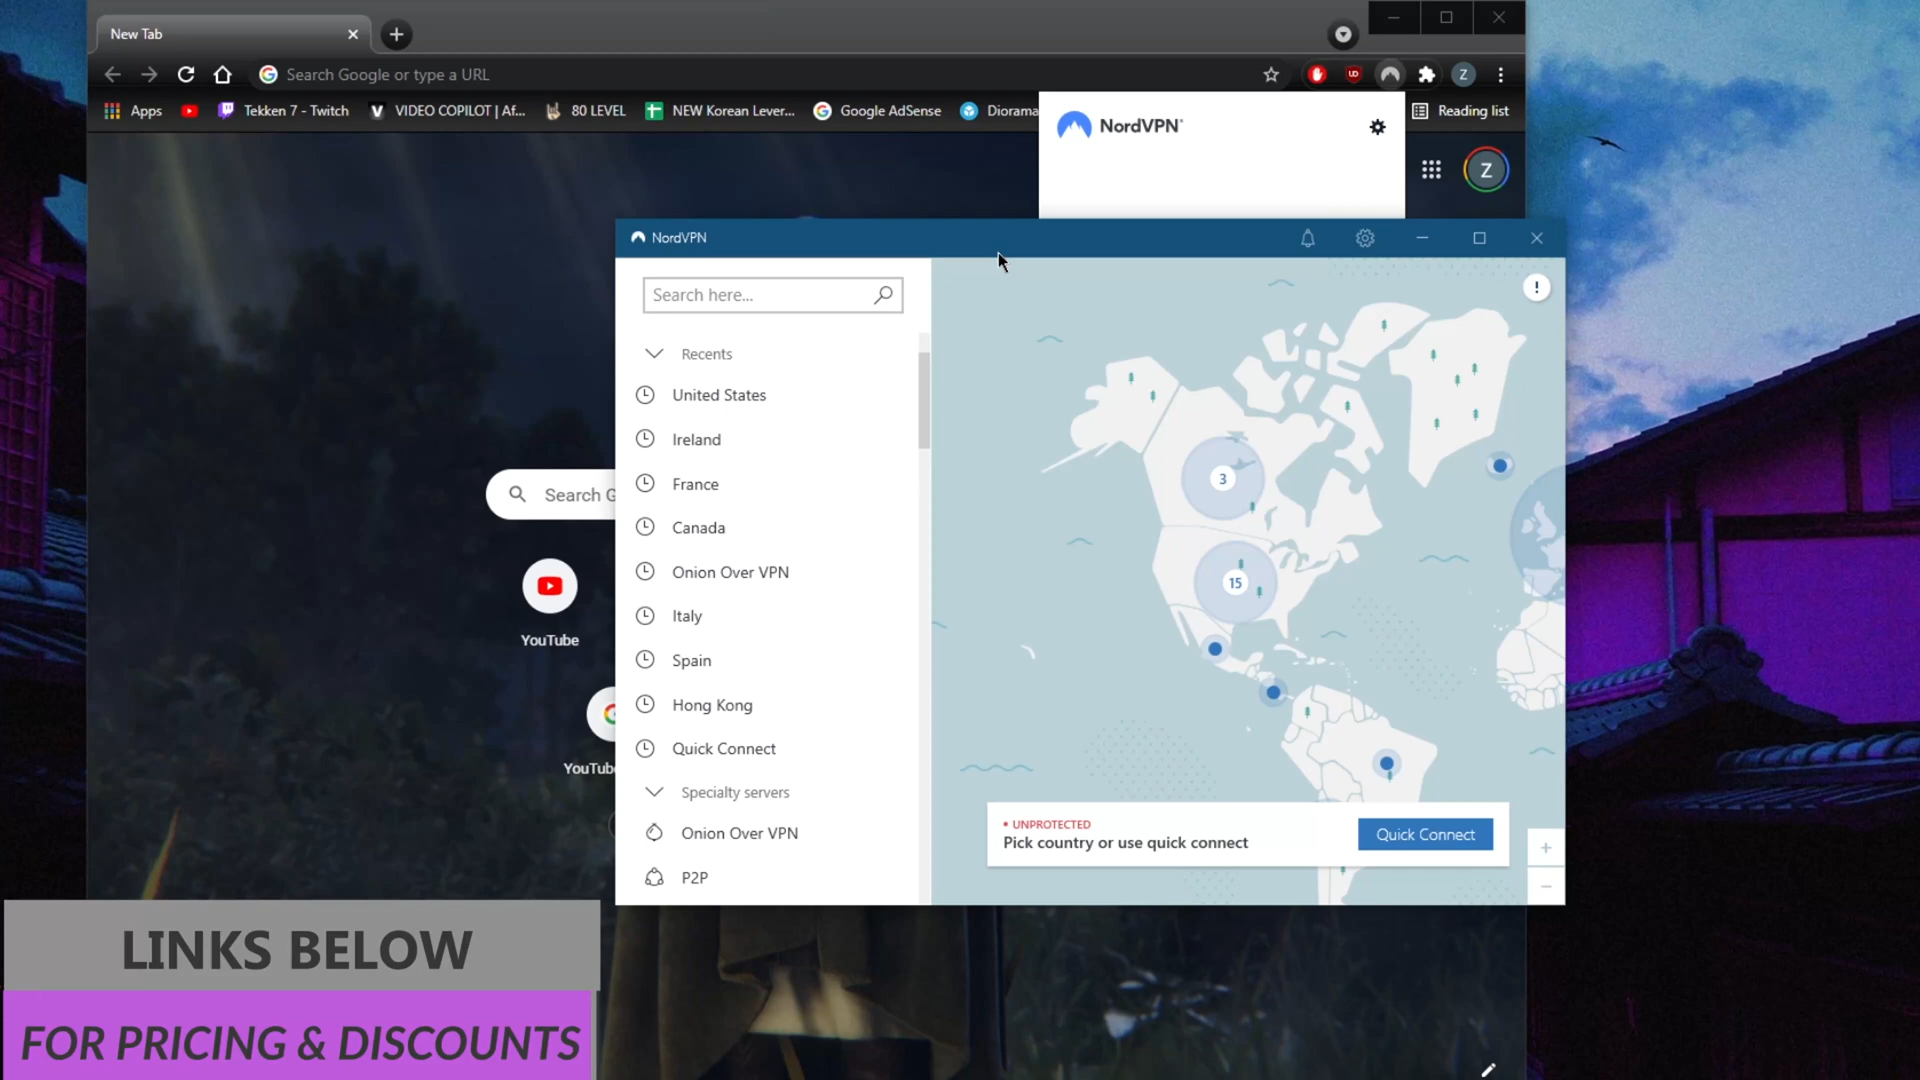 New Tab
Search Google or type a URL
Apps
Tekken 7 - Twitch
VIDEO COPILOT | Af...
80 LEVEL
NEW Korean Lever...
Google AdSense
Diorama
Reading list
NordVPN
Z
Z
NordVPN
Search here...
Recents
United States
Ireland
France
Canada
Onion Over VPN
Italy
Spain
Hong Kong
Quick Connect
Specialty servers
Onion Over VPN
P2P
3
15
UNPROTECTED
Pick country or use quick connect
Quick Connect
Search G
YouTube
YouTube
LINKS BELOW
FOR PRICING & DISCOUNTS